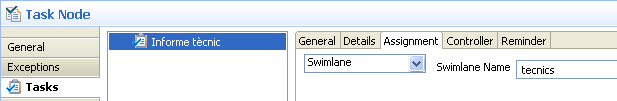 Task Node
General
Exceptions
Tasks
Informe tècnic
General Details Assignment Controller Reminder
Swimlane
Swimlane Name
tecnics